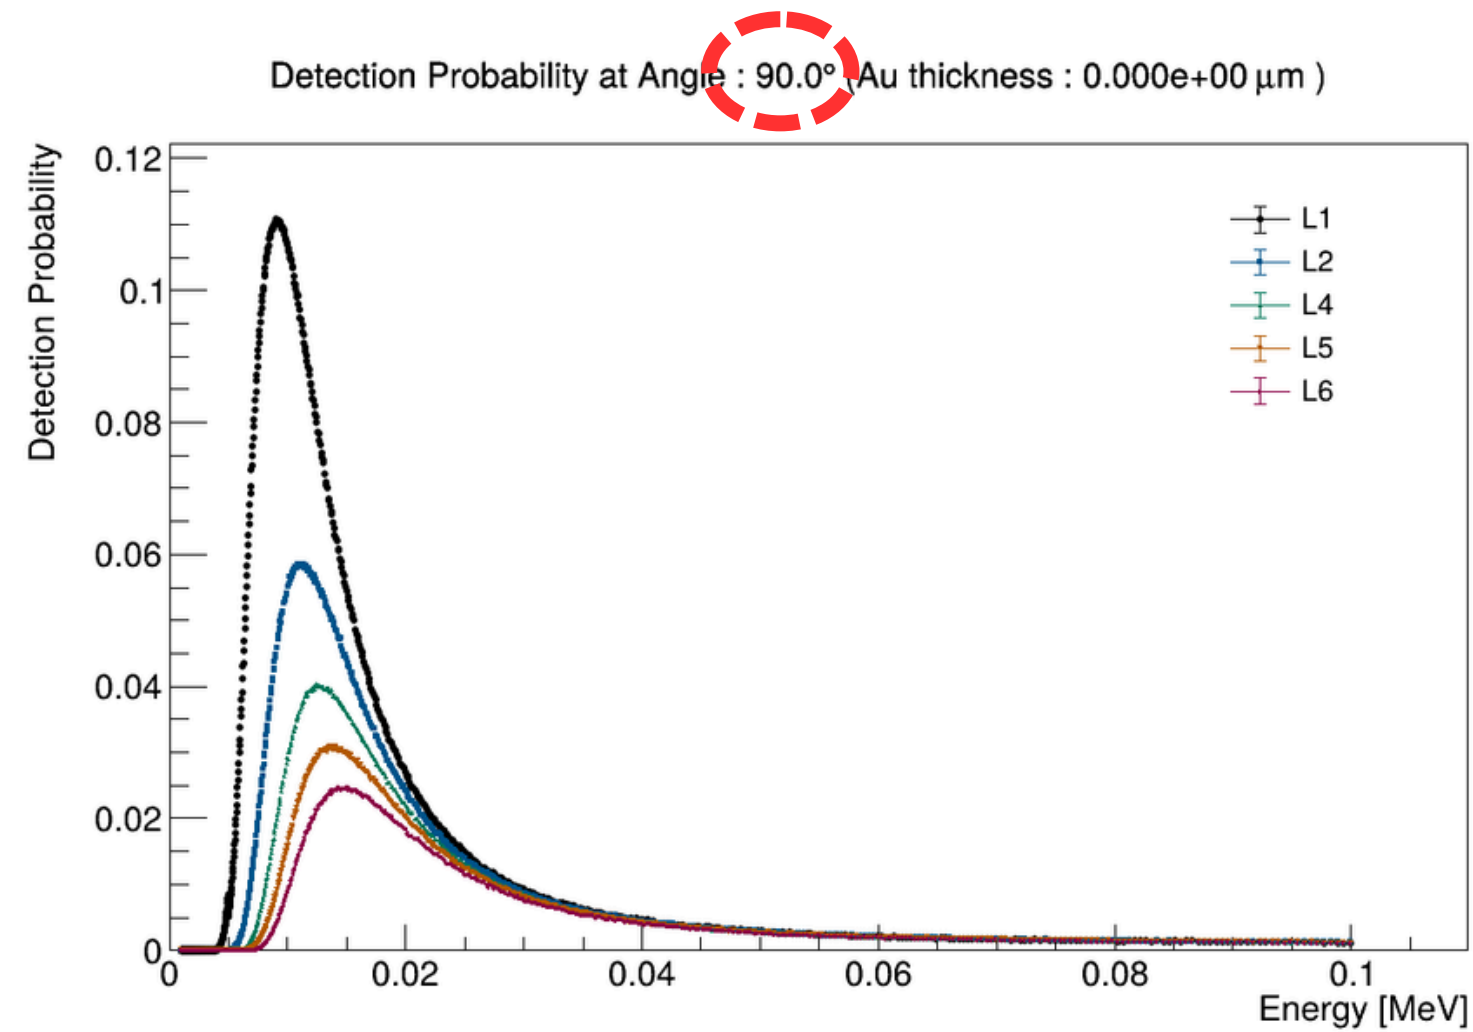 Detection Probability at Angle : 90.0° (Au thickness : 0.000e+00 μm )
Detection Probability
0.12
0.1
0.08
0.06
0.04
0.02
0
L1
L2
L4
L5
L6
0 0.02 0.04 0.06 0.08 0.1
Energy [MeV]